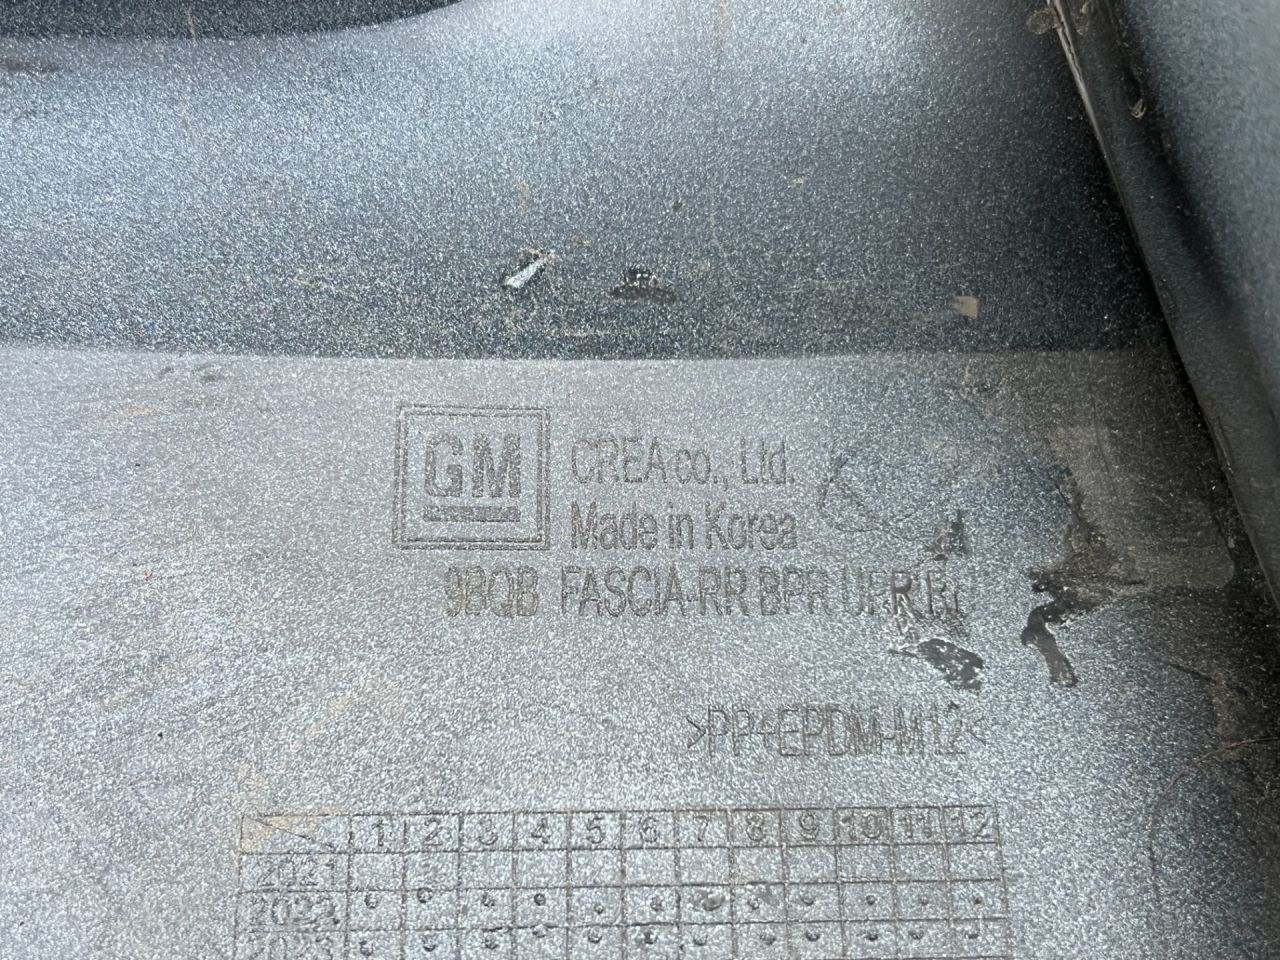 GM
CREA co., Ltd.
Made in Korea
9BQB FASCIA-RR BPR UPR
>PP+EPDM-M12<
1 2 3 4 5 6 7 8 9 10 11 12
2021
2022
2023